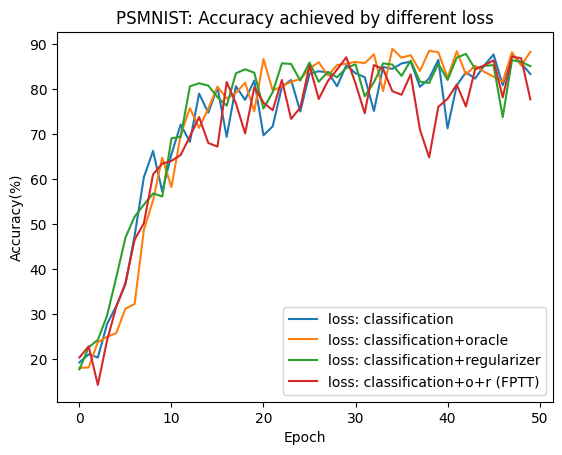 PSMNIST: Accuracy achieved by different loss
90
80
70
60
50
40
30
20
Accuracy(%)
0
10
20
30
40
50
Epoch
loss: classification
loss: classification+oracle
loss: classification+regularizer
loss: classification+o+r (FPTT)